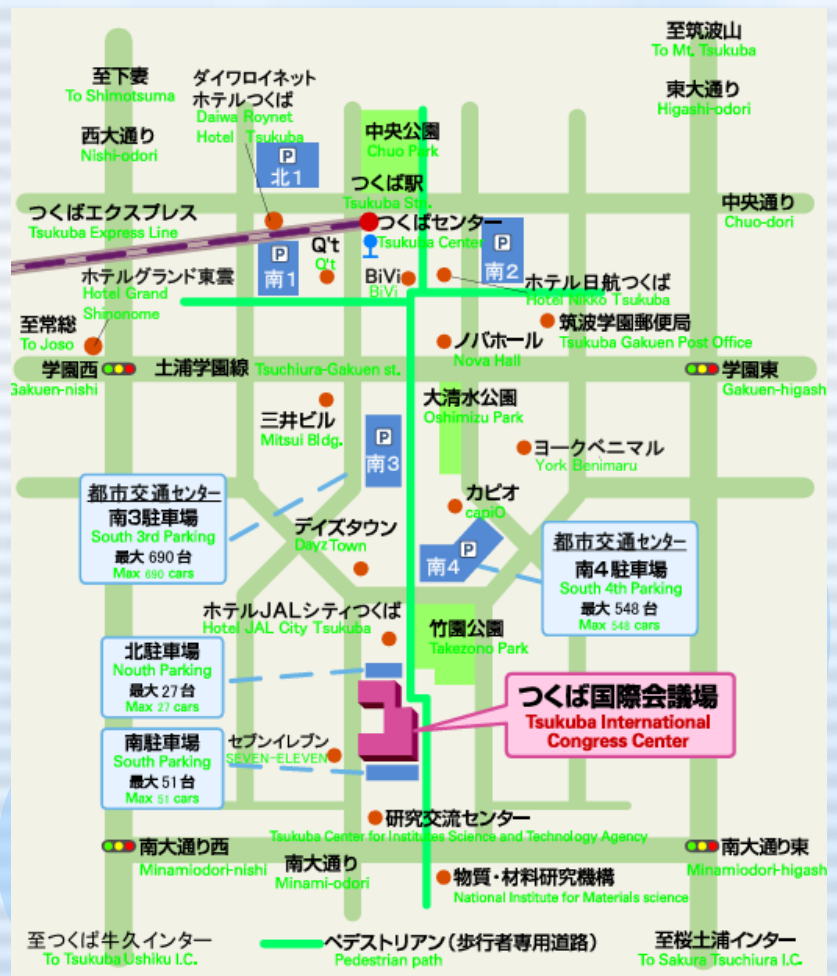 至筑波山
To Mt. Tsukuba
至下妻
To Shimotsuma
ダイワロイネット
ホテルつくば
Daiwa Roynet
Hotel Tsukuba
東大通り
Higashi-odori
西大通り
Nishi-odori
中央公園
Chuo Park
P
北1
つくば駅
Tsukuba Stn.
中央通り
Chuo-dori
つくばエクスプレス
Tsukuba Express Line
つくばセンター
Tsukuba Center
P
南1
Q't
Q't
P
南2
BiVi
BiVi
ホテル日航つくば
Hotel Nikko Tsukuba
ホテルグランド東雲
Hotel Grand
Shinonome
至常総
To Joso
ノバホール
Nova Hall
筑波学園郵便局
Tsukuba Gakuen Post Office
学園西
Gakuen-nishi
土浦学園線 Tsuchiura-Gakuen st.
学園東
Gakuen-higash
大清水公園
Oshimizu Park
三井ビル
Mitsui Bldg.
P
南3
ヨークベニマル
York Benimaru
都市交通センター
南3駐車場
South 3rd Parking
最大 690 台
Max 690 cars
カピオ
capiO
デイズタウン
Dayz Town
P
南4
都市交通センター
南4駐車場
South 4th Parking
最大 548 台
Max 548 cars
ホテルJALシティつくば
Hotel JAL City Tsukuba
竹園公園
Takezono Park
北駐車場
Nouth Parking
最大 27 台
Max 27 cars
つくば国際会議場
Tsukuba International
Congress Center
南駐車場
South Parking
最大 51 台
Max 51 cars
セブンイレブン
SEVEN-ELEVEN
研究交流センター
Tsukuba Center for Institutes Science and Technology Agency
南大通り西
Minamiodori-nishi
南大通り
Minami-odori
南大通り東
Minamiodori-higash
物質・材料研究機構
National Institute for Materials science
至つくば牛久インター
To Tsukuba Ushiku I.C.
ペデストリアン(歩行者専用道路)
Pedestrian path
至桜土浦インター
To Sakura Tsuchiura I.C.